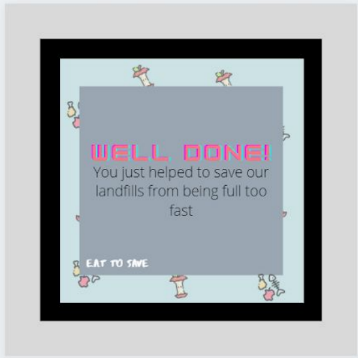 WELL DONE!
You just helped to save our
landfills from being full too
fast
EAT TO SAVE